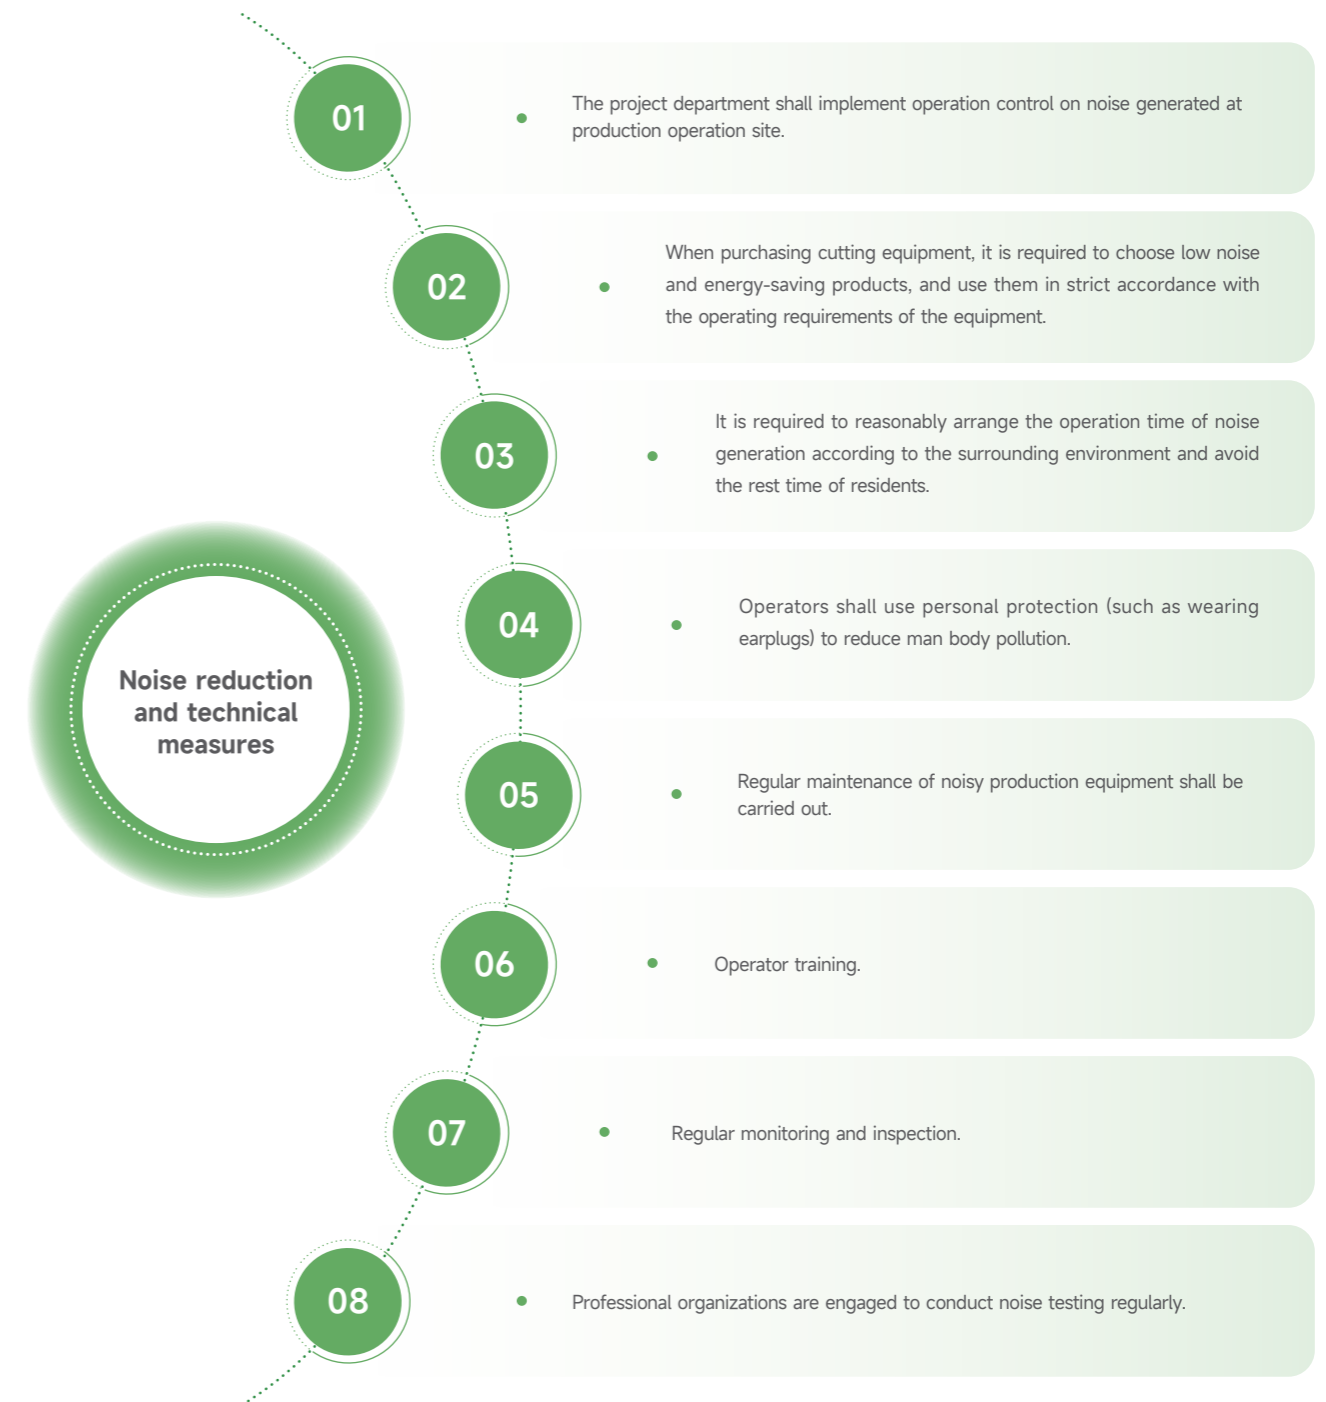 Noise reduction
and technical
measures
01
The project department shall implement operation control on noise generated at
production operation site.
02
When purchasing cutting equipment, it is required to choose low noise
and energy-saving products, and use them in strict accordance with
the operating requirements of the equipment.
03
It is required to reasonably arrange the operation time of noise
generation according to the surrounding environment and avoid
the rest time of residents.
04
Operators shall use personal protection (such as wearing
earplugs) to reduce man body pollution.
05
Regular maintenance of noisy production equipment shall be
carried out.
06
Operator training.
07
Regular monitoring and inspection.
08
Professional organizations are engaged to conduct noise testing regularly.